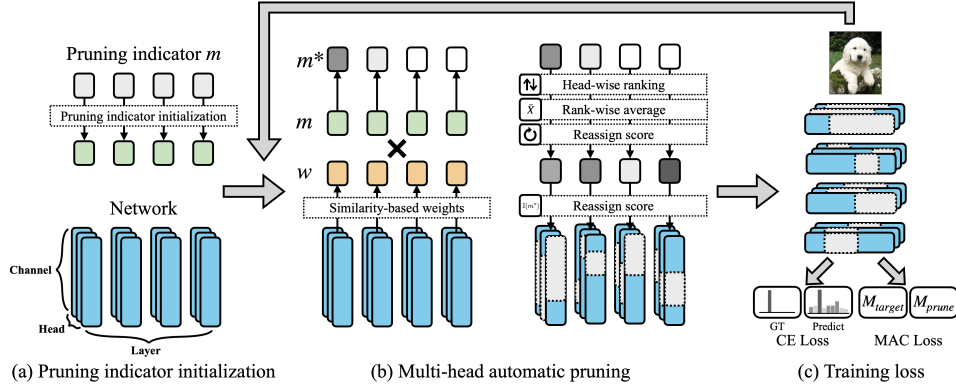 Pruning indicator m
Pruning indicator initialization
Network
Channel
Head
Layer
(a) Pruning indicator initialization
m*
m
w
Similarity-based weights
Head-wise ranking
X̄ Rank-wise average
Reassign score
𝟙(m*) Reassign score
(b) Multi-head automatic pruning
GT
Predict
M_target
M_prune
CE Loss
MAC Loss
(c) Training loss